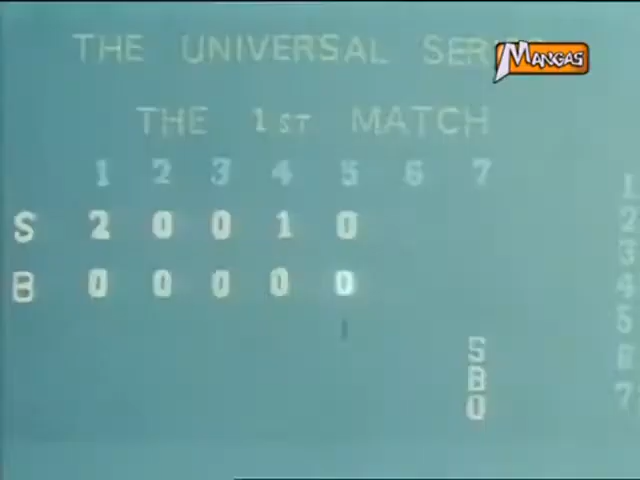 THE UNIVERSAL SERIES
MANGAS
THE 1ST MATCH
1 2 3 4 5 6 7
S 2 0 0 1 0
B 0 0 0 0 0
S
B
O
1
2
3
4
5
6
7